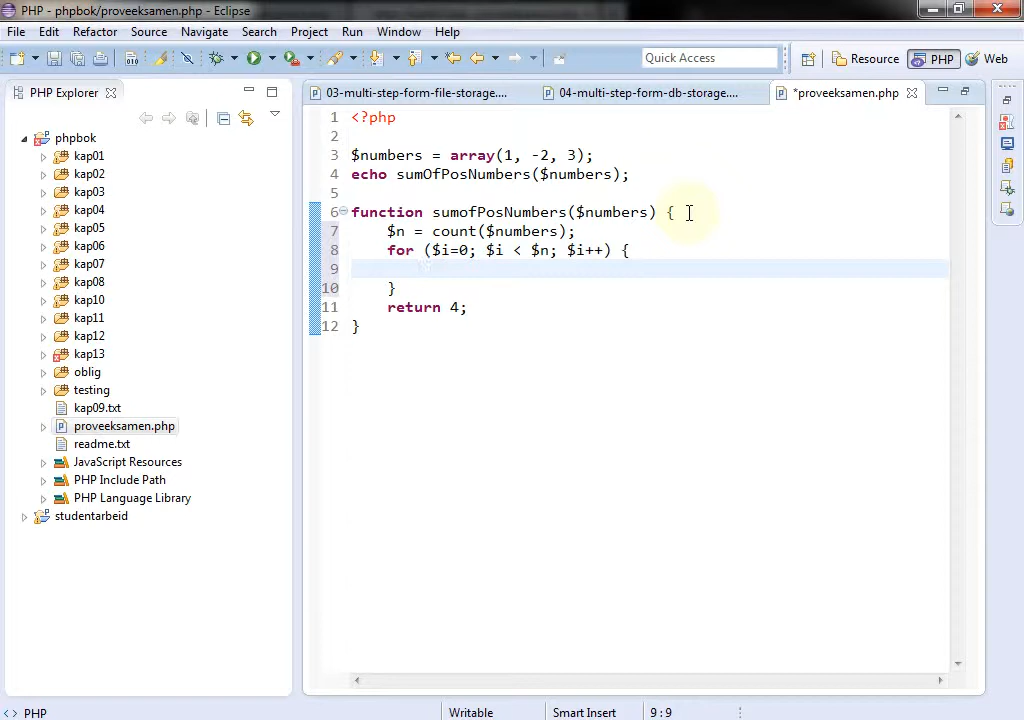 PHP - phpbok/proveeksamen.php - Eclipse
File Edit Refactor Source Navigate Search Project Run Window Help
Quick Access
Resource
PHP
Web
PHP Explorer
03-multi-step-form-file-storage....
04-multi-step-form-db-storage....
*proveeksamen.php
phpbok
kap01
kap02
kap03
kap04
kap05
kap06
kap07
kap08
kap09
kap10
kap11
kap12
kap13
oblig
testing
kap09.txt
proveeksamen.php
readme.txt
JavaScript Resources
PHP Include Path
PHP Language Library
studentarbeid
1 <?php
2
3 $numbers = array(1, -2, 3);
4 echo sumOfPosNumbers($numbers);
5
6 function sumofPosNumbers($numbers) {
7 $n = count($numbers);
8 for ($i=0; $i < $n; $i++) {
9
10 }
11 return 4;
12 }
<> PHP
Writable
Smart Insert
9 : 9